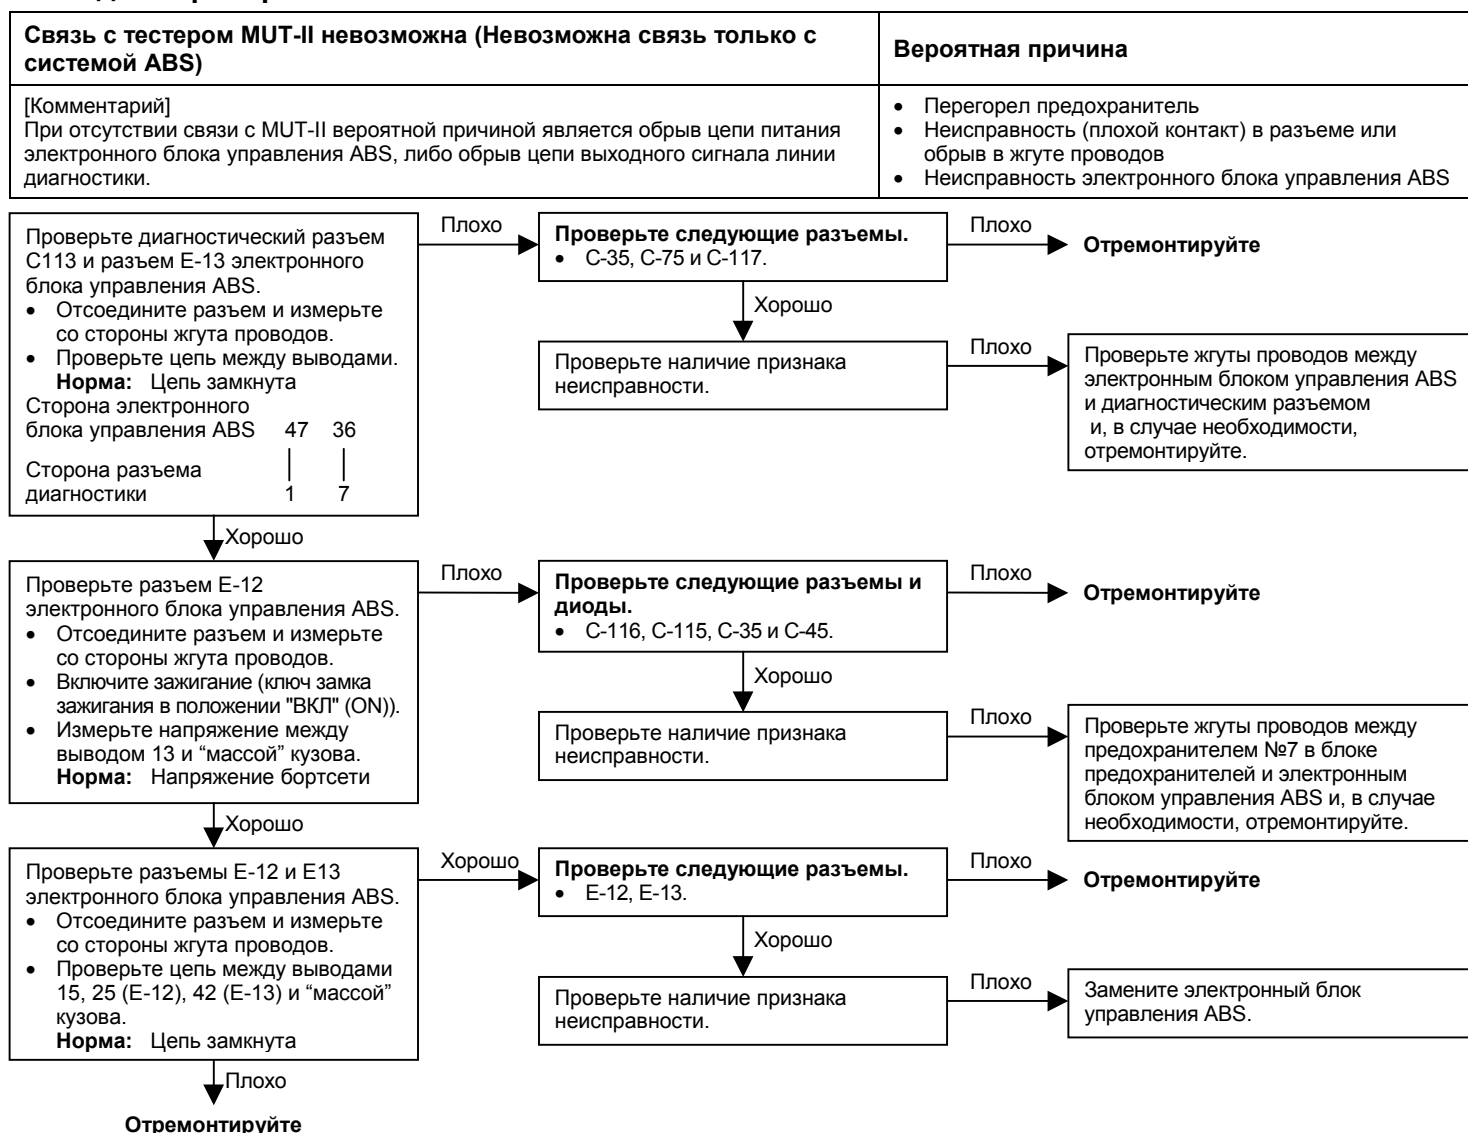 Связь с тестером MUT-II невозможна (Невозможна связь только с
системой ABS)
Вероятная причина
[Комментарий]
При отсутствии связи с MUT-II вероятной причиной является обрыв цепи питания
электронного блока управления ABS, либо обрыв цепи выходного сигнала линии
диагностики.
• Перегорел предохранитель
• Неисправность (плохой контакт) в разъеме или
обрыв в жгуте проводов
• Неисправность электронного блока управления ABS
Проверьте диагностический разъем
C113 и разъем E-13 электронного
блока управления ABS.
• Отсоедините разъем и измерьте
со стороны жгута проводов.
• Проверьте цепь между выводами.
Норма: Цепь замкнута
Сторона электронного
блока управления ABS 47 36
Сторона разъема
диагностики 1 7
Плохо
Проверьте следующие разъемы.
• C-35, C-75 и C-117.
Плохо
Отремонтируйте
Хорошо
Проверьте наличие признака
неисправности.
Плохо
Проверьте жгуты проводов между
электронным блоком управления ABS
и диагностическим разъемом
и, в случае необходимости,
отремонтируйте.
Хорошо
Проверьте разъем E-12
электронного блока управления ABS.
• Отсоедините разъем и измерьте
со стороны жгута проводов.
• Включите зажигание (ключ замка
зажигания в положении "ВКЛ" (ON)).
• Измерьте напряжение между
выводом 13 и “массой” кузова.
Норма: Напряжение бортсети
Плохо
Проверьте следующие разъемы и
диоды.
• C-116, C-115, C-35 и C-45.
Плохо
Отремонтируйте
Хорошо
Проверьте наличие признака
неисправности.
Плохо
Проверьте жгуты проводов между
предохранителем №7 в блоке
предохранителей и электронным
блоком управления ABS и, в случае
необходимости, отремонтируйте.
Хорошо
Проверьте разъемы E-12 и E13
электронного блока управления ABS.
• Отсоедините разъем и измерьте
со стороны жгута проводов.
• Проверьте цепь между выводами
15, 25 (E-12), 42 (E-13) и “массой”
кузова.
Норма: Цепь замкнута
Хорошо
Проверьте следующие разъемы.
• E-12, E-13.
Плохо
Отремонтируйте
Хорошо
Проверьте наличие признака
неисправности.
Плохо
Замените электронный блок
управления ABS.
Плохо
Отремонтируйте